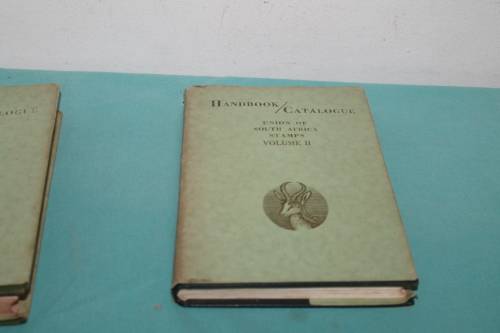 HANDBOOK/CATALOGUE
UNION OF
SOUTH AFRICA
STAMPS
VOLUME II